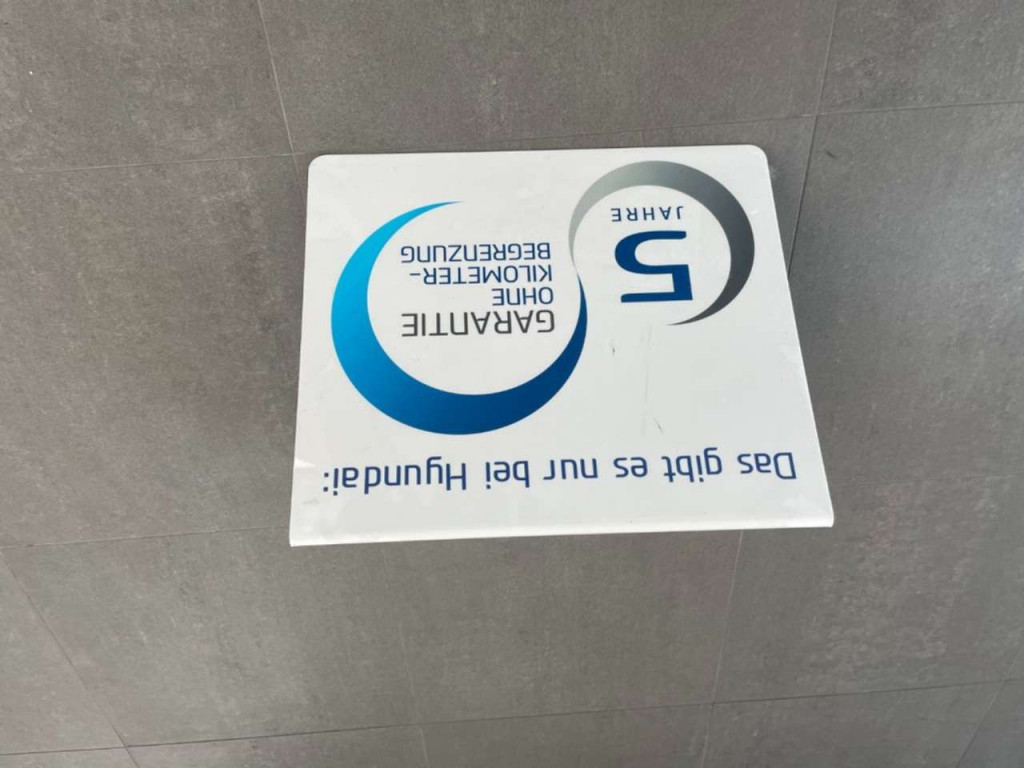 Das gibt es nur bei Hyundai:
5
JAHRE
GARANTIE
OHNE
KILOMETER-
BEGRENZUNG